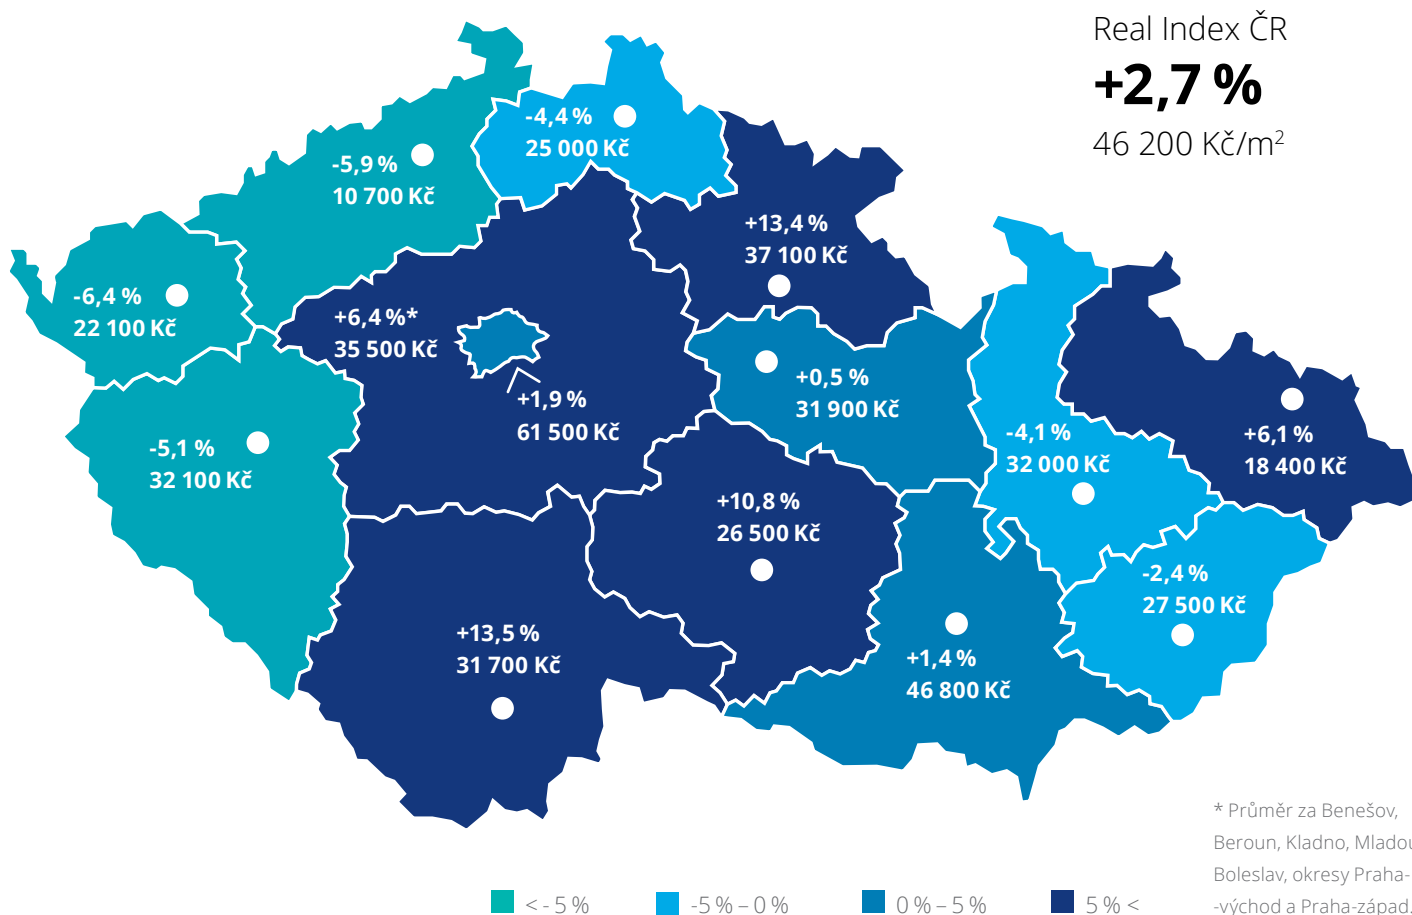 Real Index ČR
+2,7 %
46 200 Kč/m²
-4,4 %
25 000 Kč
-5,9 %
10 700 Kč
+13,4 %
37 100 Kč
-6,4 %
22 100 Kč
+6,4 %*
35 500 Kč
+1,9 %
61 500 Kč
+0,5 %
31 900 Kč
-5,1 %
32 100 Kč
-4,1 %
32 000 Kč
+6,1 %
18 400 Kč
+10,8 %
26 500 Kč
-2,4 %
27 500 Kč
+13,5 %
31 700 Kč
+1,4 %
46 800 Kč
* Průměr za Benešov,
Beroun, Kladno, Mladou
Boleslav, okresy Praha-
-východ a Praha-západ.
< - 5 %
-5 % – 0 %
0 % – 5 %
5 % <